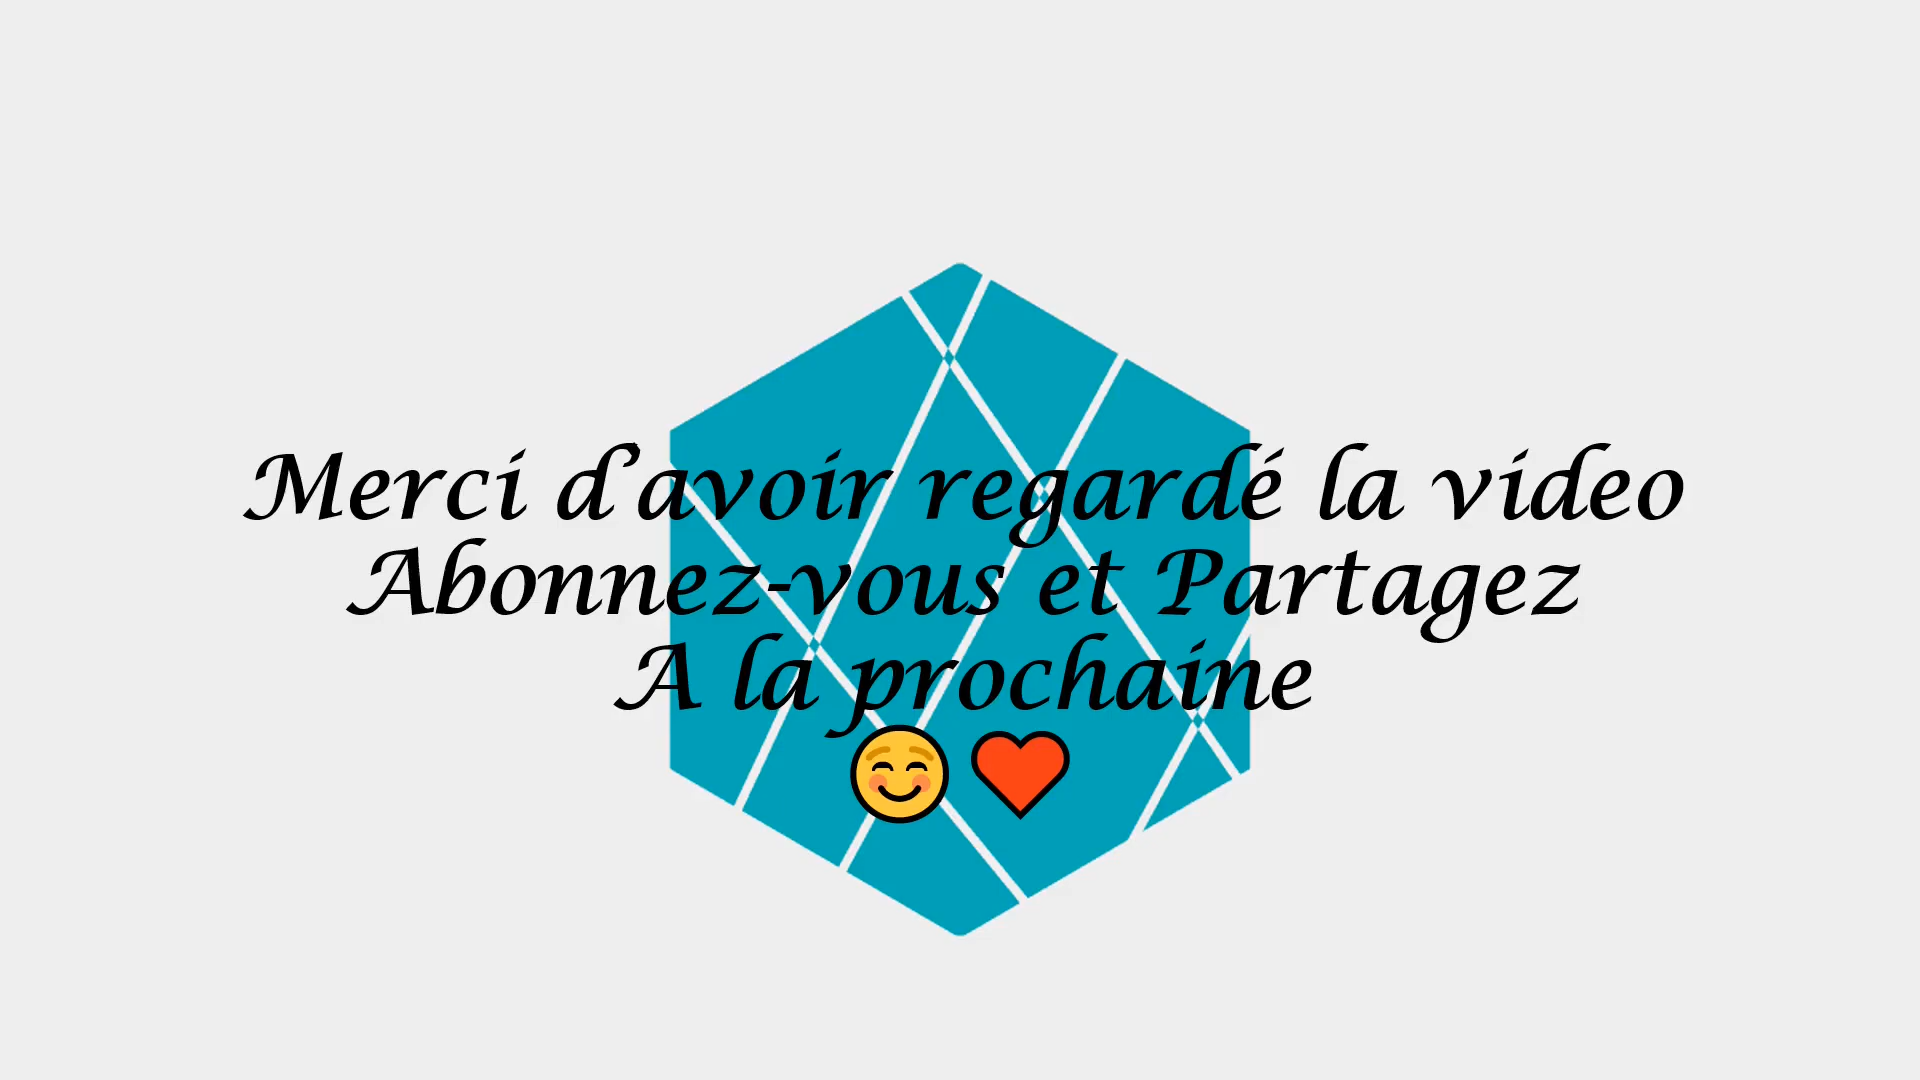 Merci d’avoir regardé la video
Abonnez-vous et Partagez
A la prochaine
😊 ❤️